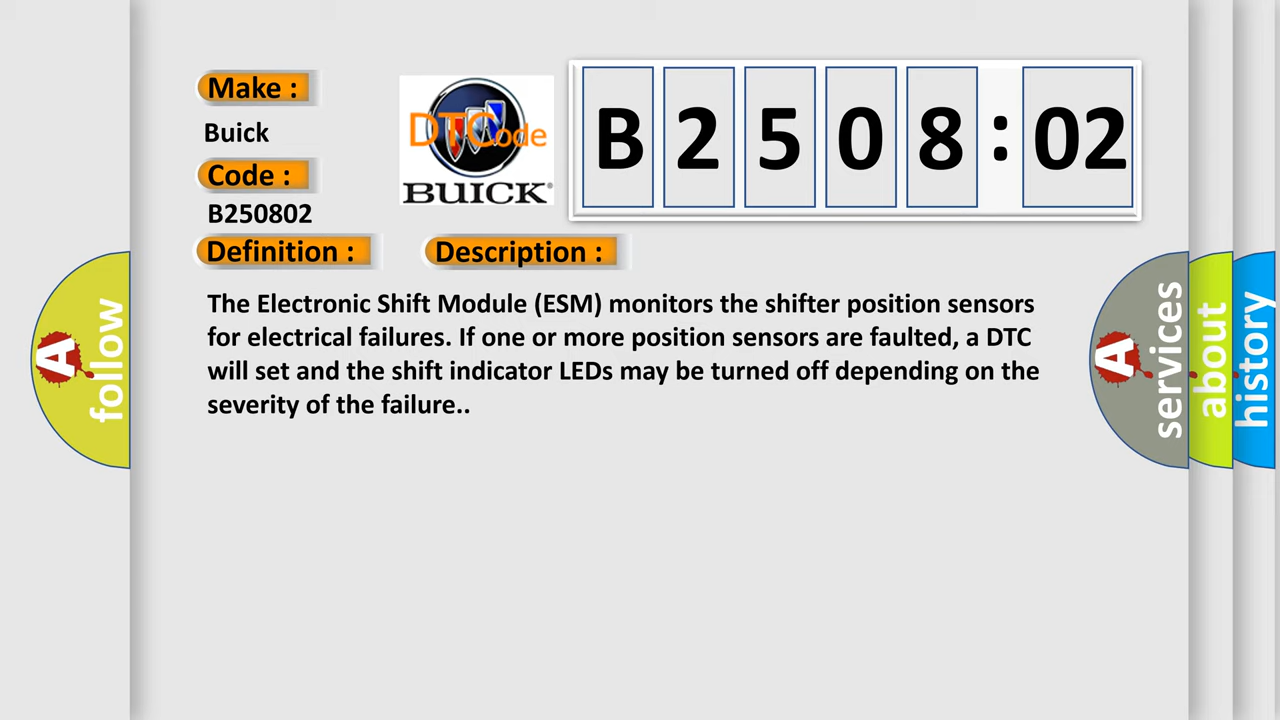 Make :
Buick
Code :
B250802
Definition :
Description :
DTCode
BUICK®
B 2 5 0 8 : 02
The Electronic Shift Module (ESM) monitors the shifter position sensors
for electrical failures. If one or more position sensors are faulted, a DTC
will set and the shift indicator LEDs may be turned off depending on the
severity of the failure..
A follow
A services
about
history